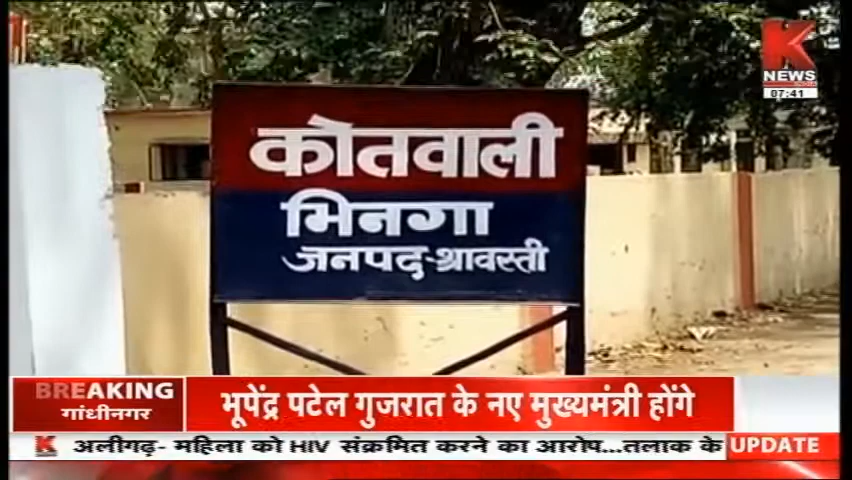 K
NEWS
07:41
कोतवाली
भिनगा
जनपद-श्रावस्ती
BREAKING
गांधीनगर
भूपेंद्र पटेल गुजरात के नए मुख्यमंत्री होंगे
K अलीगढ़- महिला को HIV संक्रमित करने का आरोप...तलाक के UPDATE